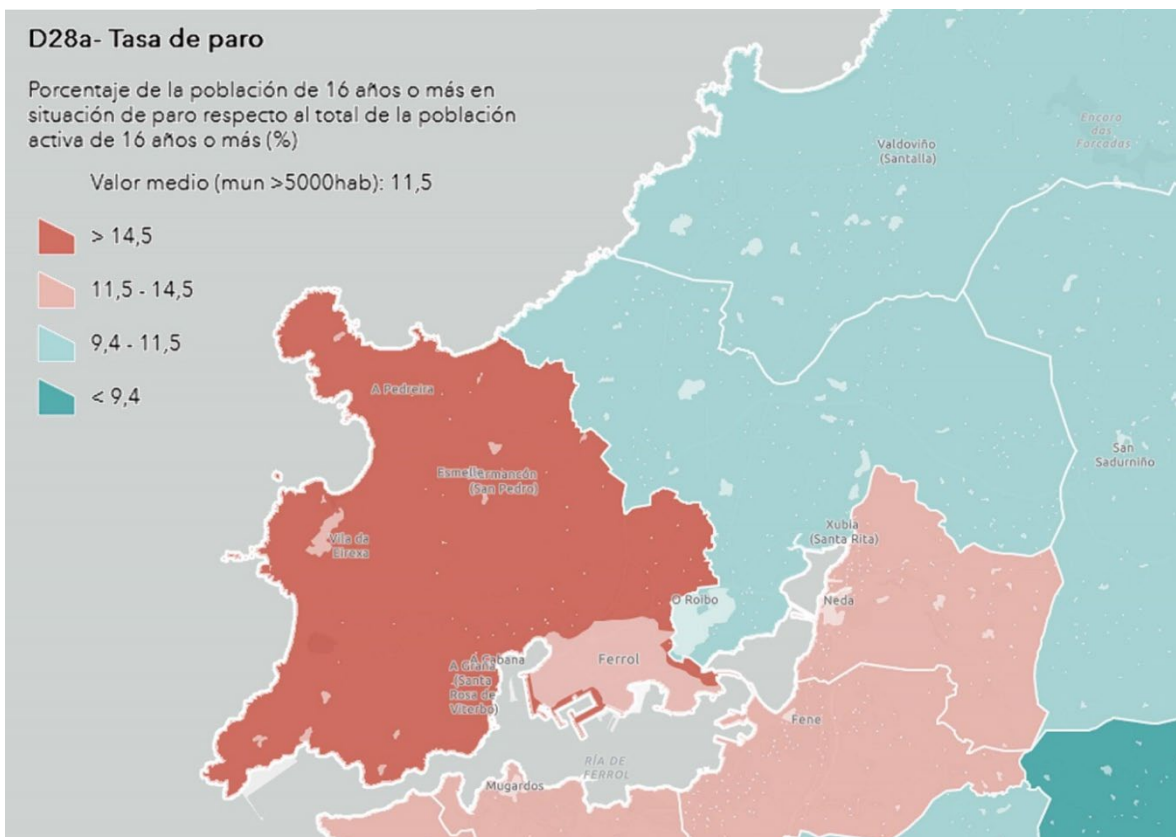 D28a- Tasa de paro
Porcentaje de la población de 16 años o más en
situación de paro respecto al total de la población
activa de 16 años o más (%)
Valor medio (mun >5000hab): 11,5
> 14,5
11,5 - 14,5
9,4 - 11,5
< 9,4
Valdoviño
(Santalla)
Encoro
das
Forcadas
A Pedreira
San
Sadurniño
Esmelle
(San Pedro)
Vila da
Eirexa
Xubia
(Santa Rita)
O Roibo
Neda
A Cabana
A Graña
(Santa
Rosa de
Viterbo)
Ferrol
Fene
RÍA DE
FERROL
Mugardos